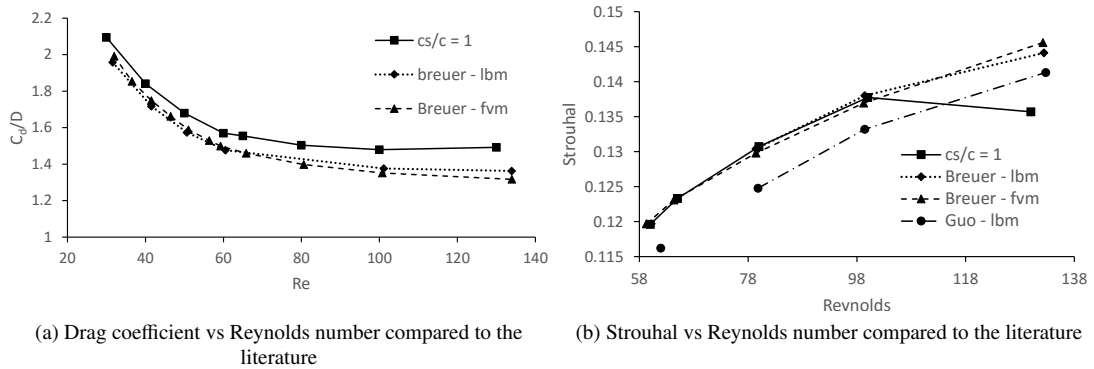 2.2
2
1.8
1.6
1.4
1.2
1
C_d/D
20 40 60 80 100 120 140
Re
cs/c = 1
breuer - lbm
Breuer - fvm
(a) Drag coefficient vs Reynolds number compared to the
literature
0.15
0.145
0.14
0.135
0.13
0.125
0.12
0.115
Strouhal
58 78 98 118 138
Reynolds
cs/c = 1
Breuer - lbm
Breuer - fvm
Guo - lbm
(b) Strouhal vs Reynolds number compared to the literature